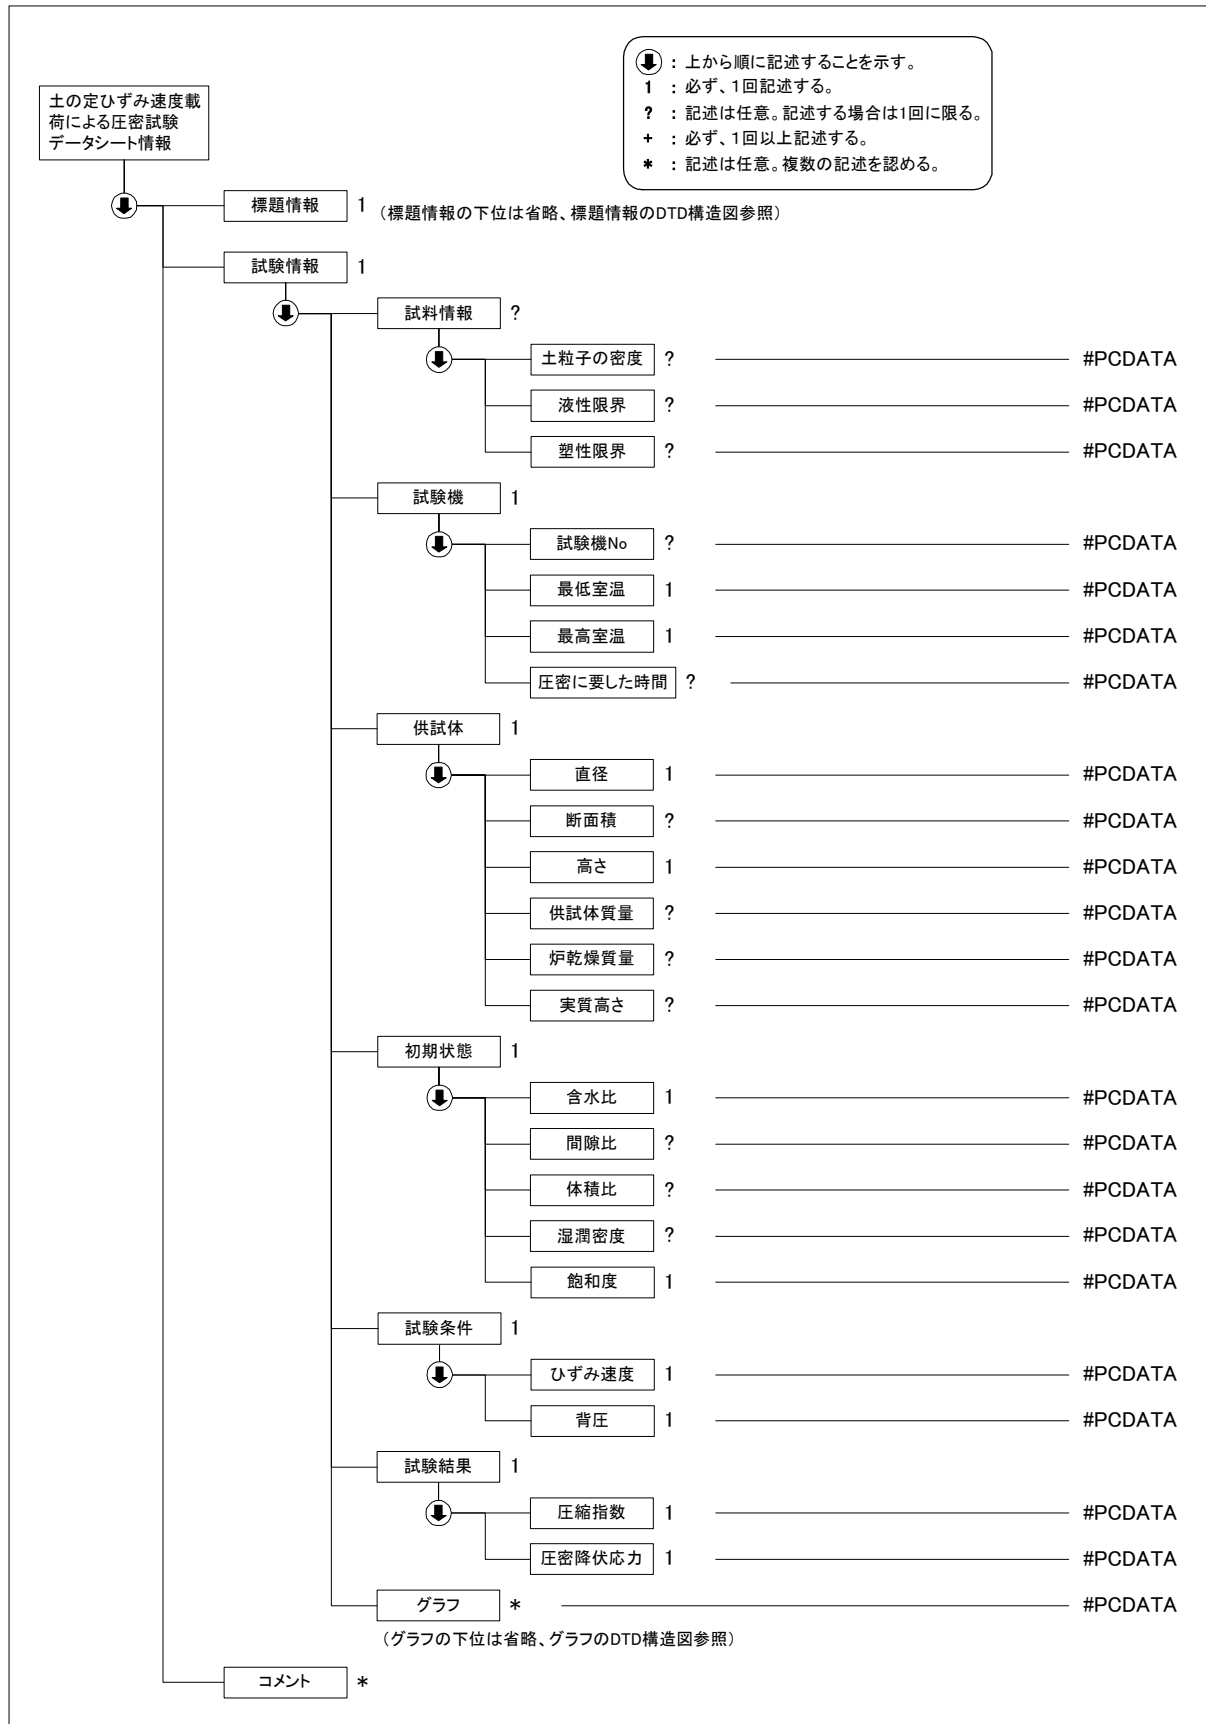 ：上から順に記述することを示す。
1 ：必ず、1回記述する。
? ：記述は任意。記述する場合は1回に限る。
+ ：必ず、1回以上記述する。
* ：記述は任意。複数の記述を認める。
土の定ひずみ速度載
荷による圧密試験
データシート情報
標題情報 1 （標題情報の下位は省略、標題情報のDTD構造図参照）
試験情報 1
試料情報 ?
土粒子の密度 ? #PCDATA
液性限界 ? #PCDATA
塑性限界 ? #PCDATA
試験機 1
試験機No ? #PCDATA
最低室温 1 #PCDATA
最高室温 1 #PCDATA
圧密に要した時間 ? #PCDATA
供試体 1
直径 1 #PCDATA
断面積 ? #PCDATA
高さ 1 #PCDATA
供試体質量 ? #PCDATA
炉乾燥質量 ? #PCDATA
実質高さ ? #PCDATA
初期状態 1
含水比 1 #PCDATA
間隙比 ? #PCDATA
体積比 ? #PCDATA
湿潤密度 ? #PCDATA
飽和度 1 #PCDATA
試験条件 1
ひずみ速度 1 #PCDATA
背圧 1 #PCDATA
試験結果 1
圧縮指数 1 #PCDATA
圧密降伏応力 1 #PCDATA
グラフ * #PCDATA
（グラフの下位は省略、グラフのDTD構造図参照）
コメント *